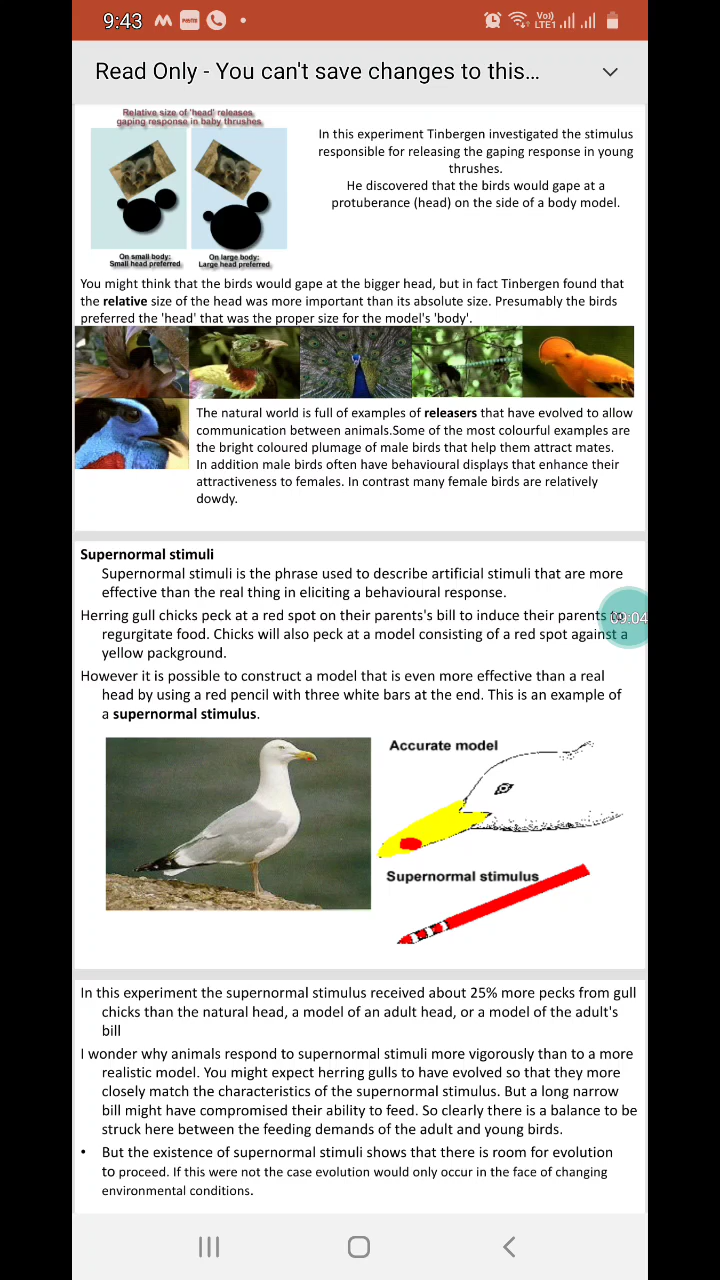 9:43
Vo))
LTE1
Read Only - You can't save changes to this...
Relative size of 'head' releases
gaping response in baby thrushes
On small body:
Small head preferred
On large body:
Large head preferred
In this experiment Tinbergen investigated the stimulus
responsible for releasing the gaping response in young
thrushes.
He discovered that the birds would gape at a
protuberance (head) on the side of a body model.
You might think that the birds would gape at the bigger head, but in fact Tinbergen found that
the relative size of the head was more important than its absolute size. Presumably the birds
preferred the 'head' that was the proper size for the model's 'body'.
The natural world is full of examples of releasers that have evolved to allow
communication between animals.Some of the most colourful examples are
the bright coloured plumage of male birds that help them attract mates.
In addition male birds often have behavioural displays that enhance their
attractiveness to females. In contrast many female birds are relatively
dowdy.
Supernormal stimuli
Supernormal stimuli is the phrase used to describe artificial stimuli that are more
effective than the real thing in eliciting a behavioural response.
Herring gull chicks peck at a red spot on their parents's bill to induce their parents to
regurgitate food. Chicks will also peck at a model consisting of a red spot against a
yellow packground.
09:04
However it is possible to construct a model that is even more effective than a real
head by using a red pencil with three white bars at the end. This is an example of
a supernormal stimulus.
Accurate model
Supernormal stimulus
In this experiment the supernormal stimulus received about 25% more pecks from gull
chicks than the natural head, a model of an adult head, or a model of the adult's
bill
I wonder why animals respond to supernormal stimuli more vigorously than to a more
realistic model. You might expect herring gulls to have evolved so that they more
closely match the characteristics of the supernormal stimulus. But a long narrow
bill might have compromised their ability to feed. So clearly there is a balance to be
struck here between the feeding demands of the adult and young birds.
• But the existence of supernormal stimuli shows that there is room for evolution
to proceed. If this were not the case evolution would only occur in the face of changing
environmental conditions.